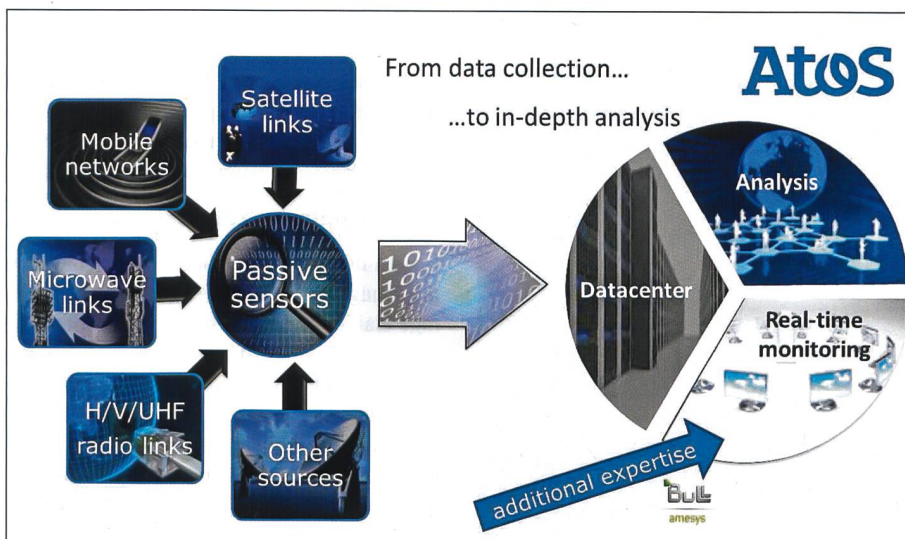 From data collection...
...to in-depth analysis
Atos
Satellite
links
Mobile
networks
Microwave
links
H/V/UHF
radio links
Other
sources
Passive
sensors
Datacenter
Analysis
Real-time
monitoring
additional expertise
Bull
amesys